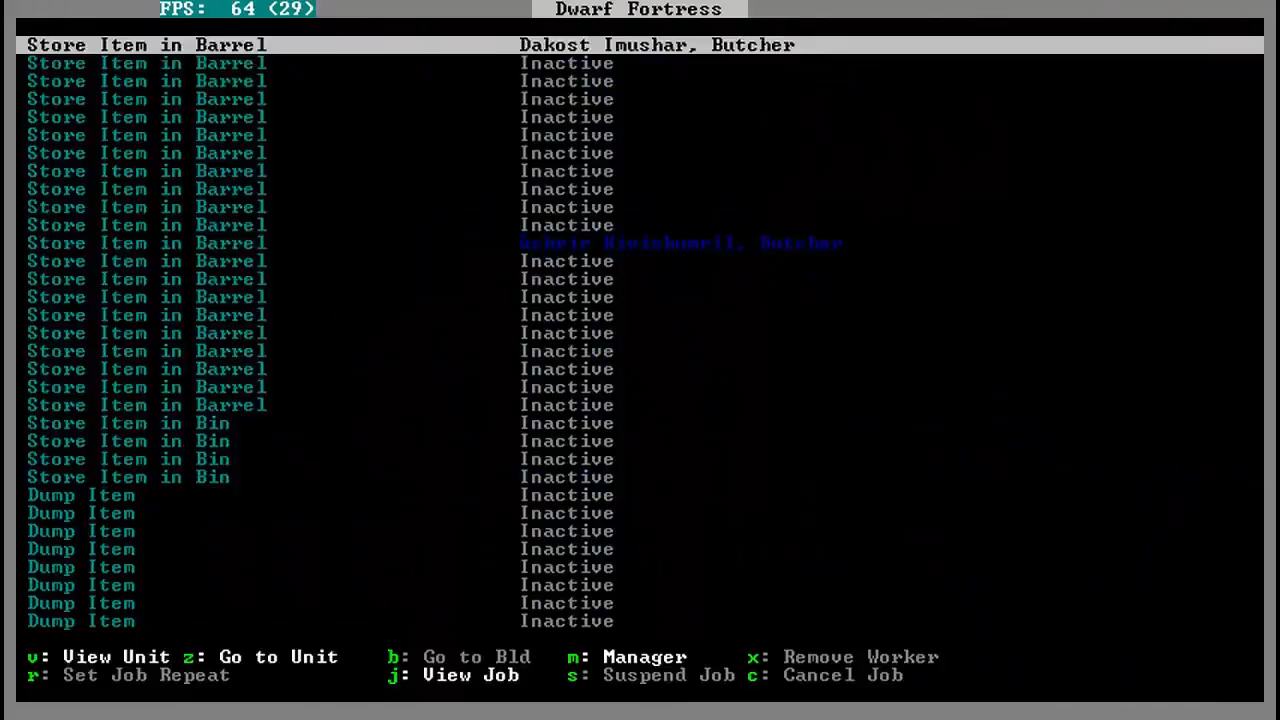 FPS: 64 (29) Dwarf Fortress
Store Item in Barrel Dakost Imushar, Butcher
Store Item in Barrel Inactive
Store Item in Barrel Inactive
Store Item in Barrel Inactive
Store Item in Barrel Inactive
Store Item in Barrel Inactive
Store Item in Barrel Inactive
Store Item in Barrel Inactive
Store Item in Barrel Inactive
Store Item in Barrel Inactive
Store Item in Barrel Inactive
Store Item in Barrel Butcher
Store Item in Barrel Inactive
Store Item in Barrel Inactive
Store Item in Barrel Inactive
Store Item in Barrel Inactive
Store Item in Barrel Inactive
Store Item in Barrel Inactive
Store Item in Barrel Inactive
Store Item in Barrel Inactive
Store Item in Barrel Inactive
Store Item in Bin Inactive
Store Item in Bin Inactive
Store Item in Bin Inactive
Store Item in Bin Inactive
Dump Item Inactive
Dump Item Inactive
Dump Item Inactive
Dump Item Inactive
Dump Item Inactive
Dump Item Inactive
Dump Item Inactive
Dump Item Inactive
v: View Unit z: Go to Unit b: Go to Bld m: Manager x: Remove Worker
r: Set Job Repeat j: View Job s: Suspend Job c: Cancel Job